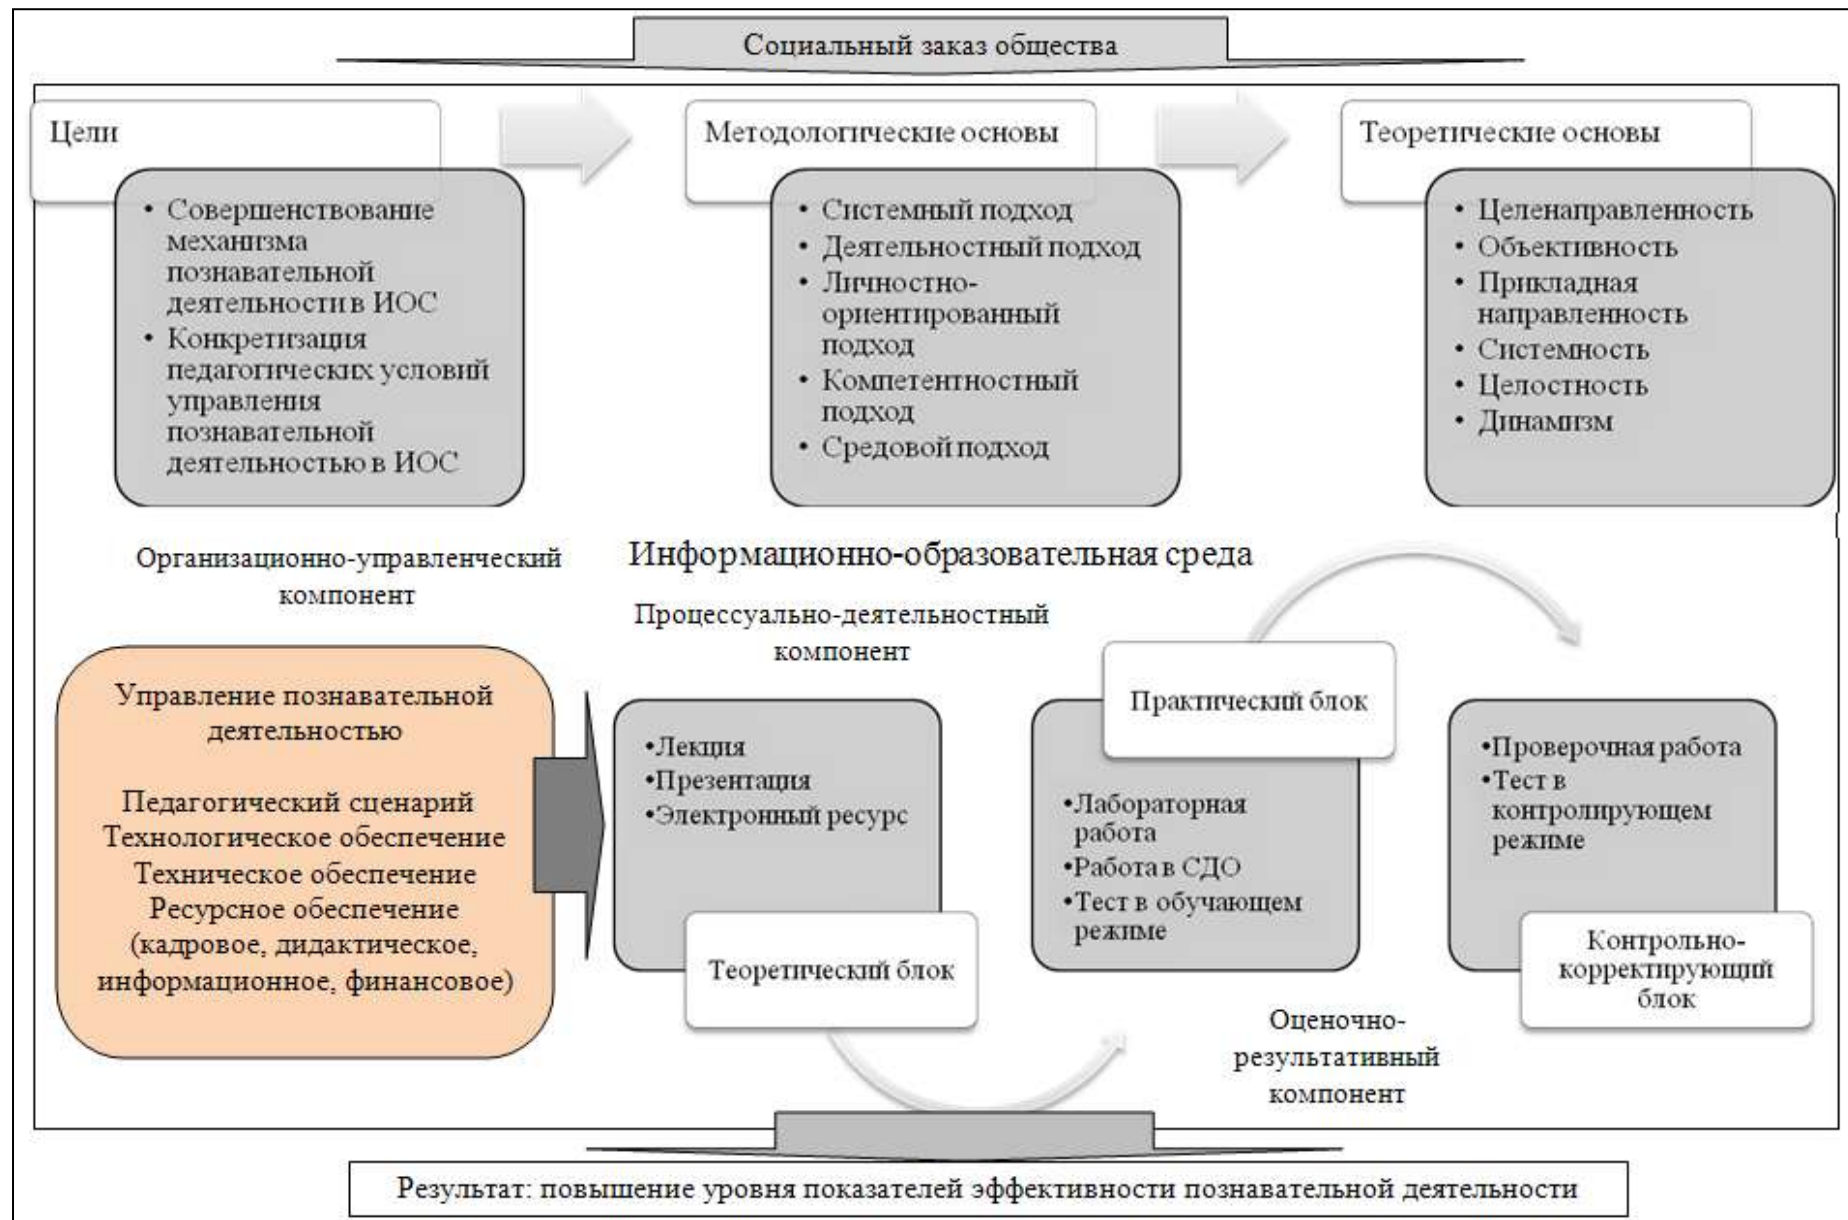 Социальный заказ общества
Цели
• Совершенствование
механизма
познавательной
деятельности в ИОС
• Конкретизация
педагогических условий
управления
познавательной
деятельностью в ИОС
Методологические основы
• Системный подход
• Деятельностный подход
• Личностно-
ориентированный
подход
• Компетентностный
подход
• Средовой подход
Теоретические основы
• Целенаправленность
• Объективность
• Прикладная
направленность
• Системность
• Целостность
• Динамизм
Организационно-управленческий
компонент
Информационно-образовательная среда
Процессуально-деятельностный
компонент
Управление познавательной
деятельностью
Педагогический сценарий
Технологическое обеспечение
Техническое обеспечение
Ресурсное обеспечение
(кадровое, дидактическое,
информационное, финансовое)
•Лекция
•Презентация
•Электронный ресурс
Теоретический блок
Практический блок
•Лабораторная
работа
•Работа в СДО
•Тест в обучающем
режиме
•Проверочная работа
•Тест в
контролирующем
режиме
Контрольно-
корректирующий
блок
Оценочно-
результативный
компонент
Результат: повышение уровня показателей эффективности познавательной деятельности